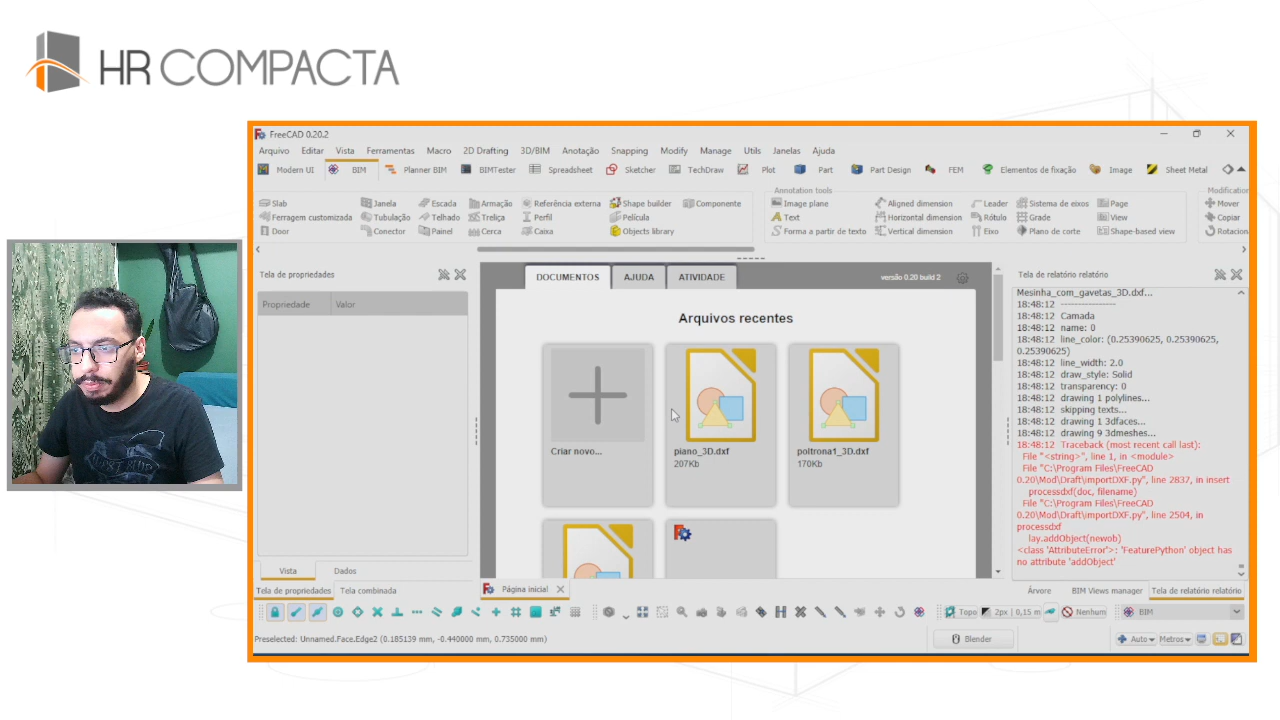 HR COMPACTA
FreeCAD 0.20.2
Arquivo Editar Vista Ferramentas Macro 2D Drafting 3D/BIM Anotação Snapping Modify Manage Utils Janelas Ajuda
Modern UI BIM Planner BIM BIMTester Spreadsheet Sketcher TechDraw Plot Part Part Design FEM Elementos de fixação Image Sheet Metal
Annotation tools Modification
Slab Janela Escada Armação Referência externa Shape builder Componente Image plane Aligned dimension Leader Sistema de eixos Page Mover
Ferragem customizada Tubulação Telhado Treliça Perfil Película Text Horizontal dimension Rótulo Grade View Copiar
Door Conector Painel Cerca Caixa Objects library Forma a partir de texto Vertical dimension Eixo Plano de corte Shape-based view Rotacion
Tela de propriedades
Propriedade Valor
Vista Dados
Tela de propriedades Tela combinada
DOCUMENTOS AJUDA ATIVIDADE versão 0.20 build 2
Arquivos recentes
Criar novo...
piano_3D.dxf
207Kb
poltrona1_3D.dxf
170Kb
Página inicial
Tela de relatório relatório
Mesinha_com_gavetas_3D.dxf...
18:48:12 ----------------
18:48:12 Camada
18:48:12 name: 0
18:48:12 line_color: (0.25390625, 0.25390625,
0.25390625)
18:48:12 line_width: 2.0
18:48:12 draw_style: Solid
18:48:12 transparency: 0
18:48:12 drawing 1 polylines...
18:48:12 skipping texts...
18:48:12 drawing 1 3dfaces...
18:48:12 drawing 9 3dmeshes...
18:48:12 Traceback (most recent call last):
File "<string>", line 1, in <module>
File "C:\Program Files\FreeCAD
0.20\Mod\Draft\importDXF.py", line 2837, in insert
processdxf(doc, filename)
File "C:\Program Files\FreeCAD
0.20\Mod\Draft\importDXF.py", line 2504, in
processdxf
lay.addObject(newob)
<class 'AttributeError'>: 'FeaturePython' object has
no attribute 'addObject'
Árvore BIM Views manager Tela de relatório relatório
Topo 2px | 0,15 m Nenhum BIM
Preselected: Unnamed.Face.Edge2 (0.185139 mm, -0.440000 mm, 0.735000 mm)
Blender Auto Metros